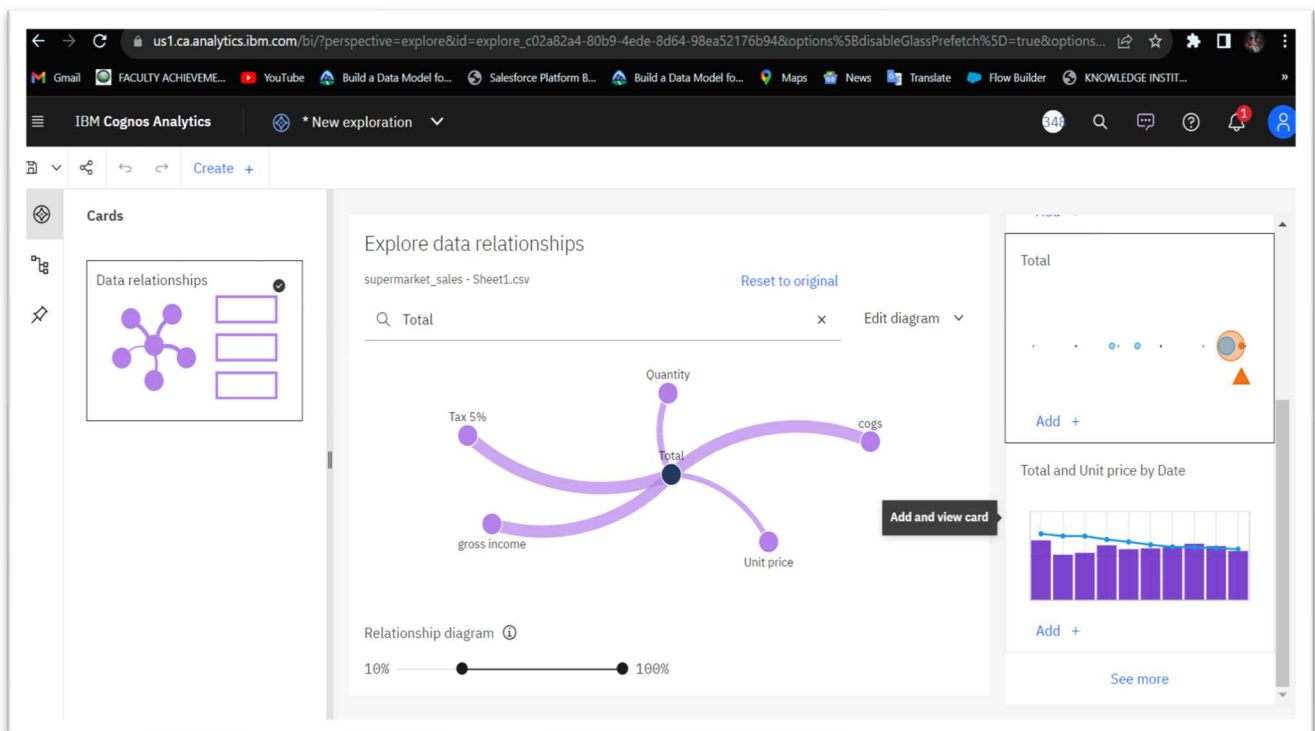 us1.ca.analytics.ibm.com/bi/?perspective=explore&id=explore_c02a82a4-80b9-4ede-8d64-98ea52176b94&options%5BdisableGlassPrefetch%5D=true&options...
Gmail FACULTY ACHIEVEME... YouTube Build a Data Model fo... Salesforce Platform B... Build a Data Model fo... Maps News Translate Flow Builder KNOWLEDGE INSTIT... »
IBM Cognos Analytics * New exploration 348 1
Create +
Cards
Data relationships
Explore data relationships
supermarket_sales - Sheet1.csv Reset to original
Total Edit diagram
Quantity
Tax 5%
cogs
Total
gross income
Unit price
Relationship diagram
10% 100%
Total
Add +
Total and Unit price by Date
Add and view card
Add +
See more